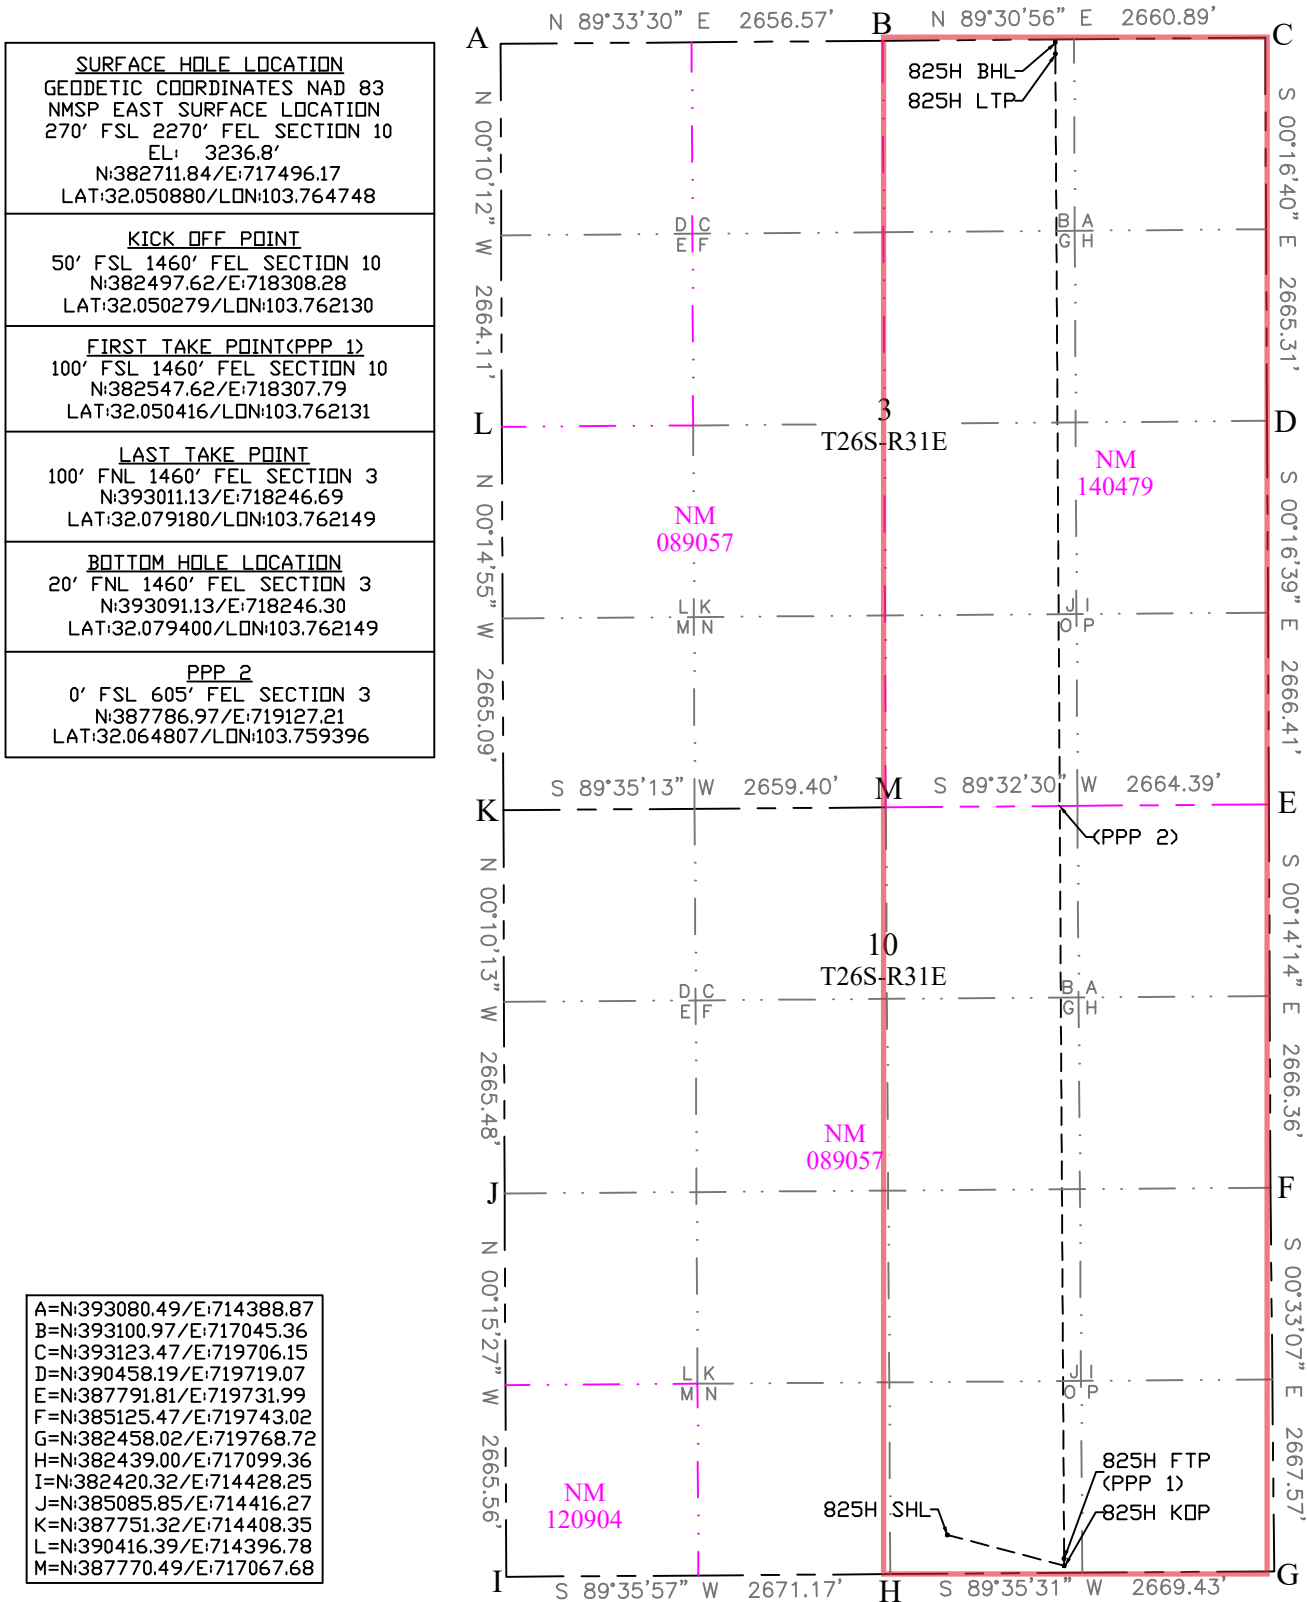 SURFACE HOLE LOCATION
GEODETIC COORDINATES NAD 83
NMSP EAST SURFACE LOCATION
270' FSL 2270' FEL SECTION 10
EL: 3236.8'
N:382711.84/E:717496.17
LAT:32.050880/LON:103.764748
KICK OFF POINT
50' FSL 1460' FEL SECTION 10
N:382497.62/E:718308.28
LAT:32.050279/LON:103.762130
FIRST TAKE POINT(PPP 1)
100' FSL 1460' FEL SECTION 10
N:382547.62/E:718307.79
LAT:32.050416/LON:103.762131
LAST TAKE POINT
100' FNL 1460' FEL SECTION 3
N:393011.13/E:718246.69
LAT:32.079180/LON:103.762149
BOTTOM HOLE LOCATION
20' FNL 1460' FEL SECTION 3
N:393091.13/E:718246.30
LAT:32.079400/LON:103.762149
PPP 2
0' FSL 605' FEL SECTION 3
N:387786.97/E:719127.21
LAT:32.064807/LON:103.759396
A=N:393080.49/E:714388.87
B=N:393100.97/E:717045.36
C=N:393123.47/E:719706.15
D=N:390458.19/E:719719.07
E=N:387791.81/E:719731.99
F=N:385125.47/E:719743.02
G=N:382458.02/E:719768.72
H=N:382439.00/E:717099.36
I=N:382420.32/E:714428.25
J=N:385085.85/E:714416.27
K=N:387751.32/E:714408.35
L=N:390416.39/E:714396.78
M=N:387770.49/E:717067.68
N 89°33'30" E 2656.57'
N 89°30'56" E 2660.89'
A
B
C
825H BHL
825H LTP
N 00°10'12" W 2664.11'
S 00°16'40" E 2665.31'
D C
E F
B A
G H
L
3
T26S-R31E
D
NM
140479
NM
089057
N 00°14'55" W 2665.09'
S 00°16'39" E 2666.41'
L K
M N
J I
O P
S 89°35'13" W 2659.40'
S 89°32'30" W 2664.39'
K
M
E
(PPP 2)
N 00°10'13" W 2665.48'
S 00°14'14" E 2666.36'
10
T26S-R31E
D C
E F
B A
G H
NM
089057
J
F
N 00°15'27" W 2665.56'
S 00°33'07" E 2667.57'
L K
M N
J I
O P
NM
120904
825H SHL
825H FTP
(PPP 1)
825H KOP
I
H
G
S 89°35'57" W 2671.17'
S 89°35'31" W 2669.43'